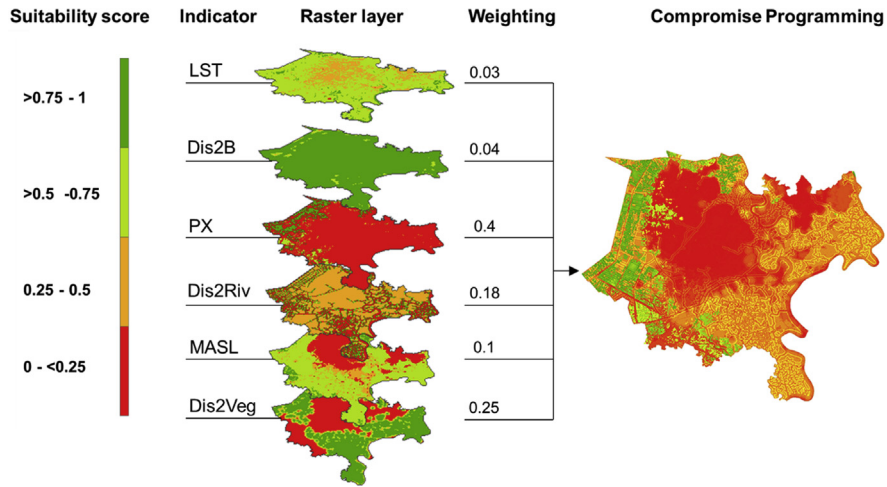 Suitability score Indicator Raster layer Weighting Compromise Programming
>0.75 - 1
>0.5 -0.75
0.25 - 0.5
0 - <0.25
LST 0.03
Dis2B 0.04
PX 0.4
Dis2Riv 0.18
MASL 0.1
Dis2Veg 0.25